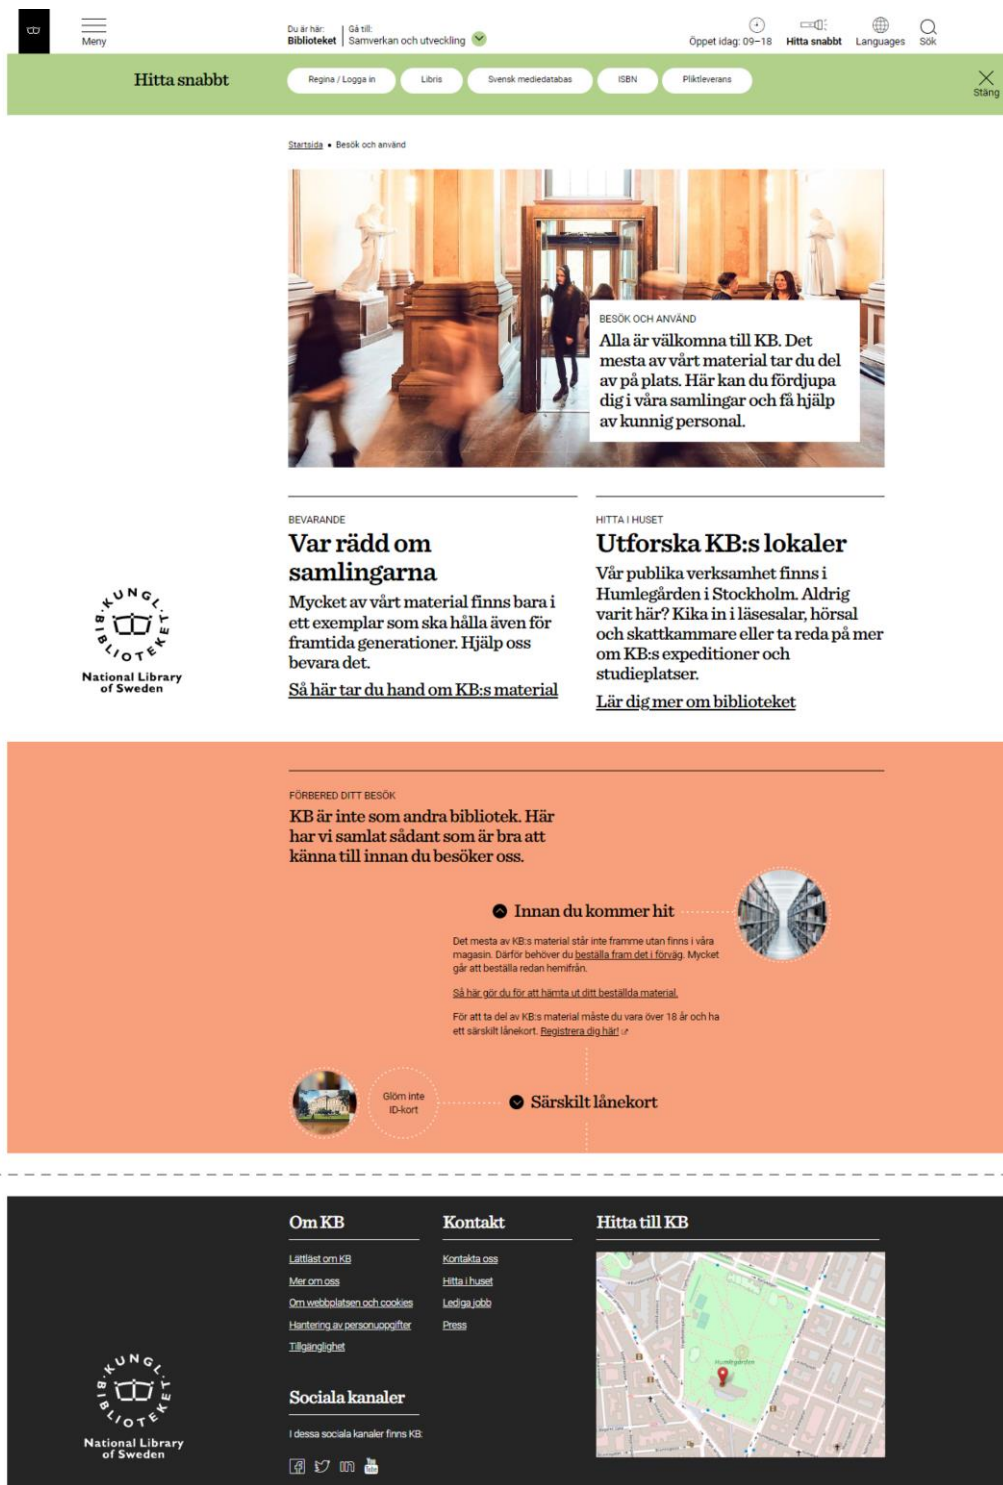 Meny
Du är här:
Biblioteket
Gå till:
Samverkan och utveckling
Öppet idag: 09–18
Hitta snabbt
Languages
Sök
Hitta snabbt
Regina / Logga in
Libris
Svensk mediedatabas
ISBN
Pliktleverans
Stäng
Startsida • Besök och använd
BESÖK OCH ANVÄND
Alla är välkomna till KB. Det
mesta av vårt material tar du del
av på plats. Här kan du fördjupa
dig i våra samlingar och få hjälp
av kunnig personal.
BEVARANDE
Var rädd om
samlingarna
Mycket av vårt material finns bara i
ett exemplar som ska hålla även för
framtida generationer. Hjälp oss
bevara det.
Så här tar du hand om KB:s material
HITTA I HUSET
Utforska KB:s lokaler
Vår publika verksamhet finns i
Humlegården i Stockholm. Aldrig
varit här? Kika in i läsesalar, hörsal
och skattkammare eller ta reda på mer
om KB:s expeditioner och
studieplatser.
Lär dig mer om biblioteket
KUNGL. BIBLIOTEKET
National Library
of Sweden
FÖRBERED DITT BESÖK
KB är inte som andra bibliotek. Här
har vi samlat sådant som är bra att
känna till innan du besöker oss.
Innan du kommer hit
Det mesta av KB:s material står inte framme utan finns i våra
magasin. Därför behöver du beställa fram det i förväg. Mycket
går att beställa redan hemifrån.
Så här gör du för att hämta ut ditt beställda material.
För att ta del av KB:s material måste du vara över 18 år och ha
ett särskilt lånekort. Registrera dig här!
Glöm inte
ID-kort
Särskilt lånekort
Om KB
Lättläst om KB
Mer om oss
Om webbplatsen och cookies
Hantering av personuppgifter
Tillgänglighet
Kontakt
Kontakta oss
Hitta i huset
Lediga jobb
Press
Hitta till KB
Humlegården
Sociala kanaler
I dessa sociala kanaler finns KB:
You
Tube
KUNGL. BIBLIOTEKET
National Library
of Sweden